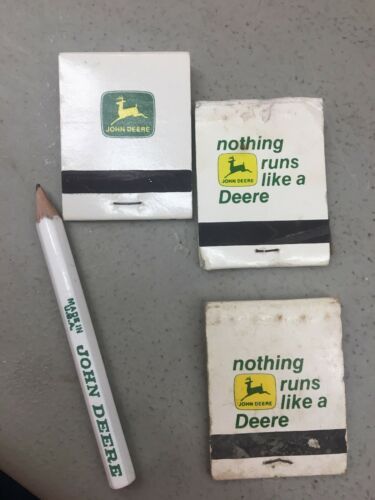 JOHN DEERE
nothing
runs
JOHN DEERE
like a
Deere
MADE IN
U.S.A.
JOHN DEERE
nothing
runs
JOHN DEERE
like a
Deere